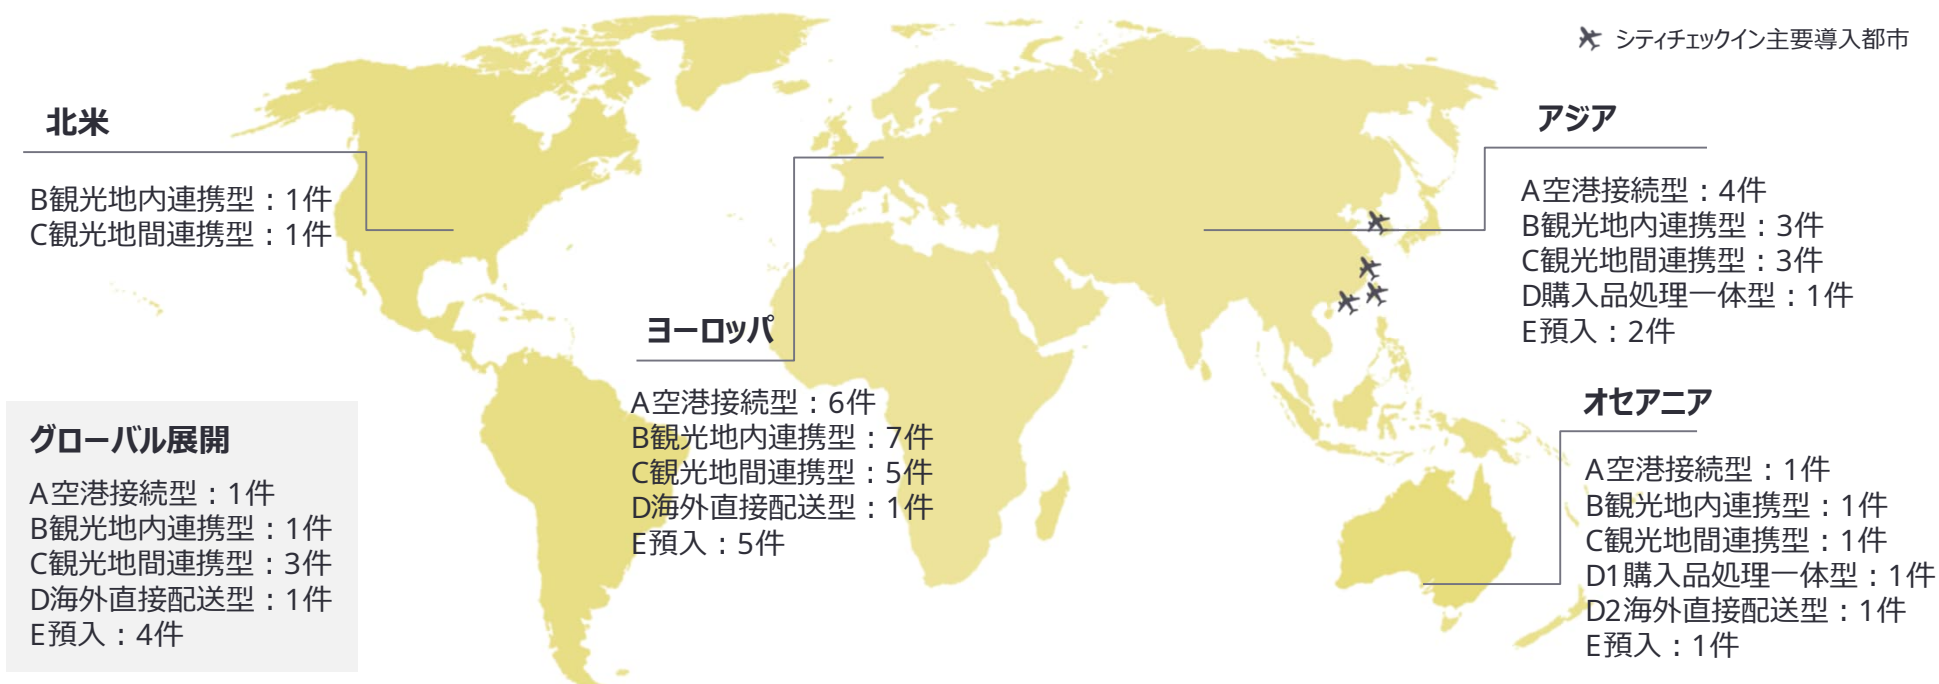 シティチェックイン主要導入都市
北米
B観光地内連携型：1件
C観光地間連携型：1件
アジア
A空港接続型：4件
B観光地内連携型：3件
C観光地間連携型：3件
D購入品処理一体型：1件
E預入：2件
ヨーロッパ
A空港接続型：6件
B観光地内連携型：7件
C観光地間連携型：5件
D海外直接配送型：1件
E預入：5件
オセアニア
A空港接続型：1件
B観光地内連携型：1件
C観光地間連携型：1件
D1購入品処理一体型：1件
D2海外直接配送型：1件
E預入：1件
グローバル展開
A空港接続型：1件
B観光地内連携型：1件
C観光地間連携型：3件
D海外直接配送型：1件
E預入：4件